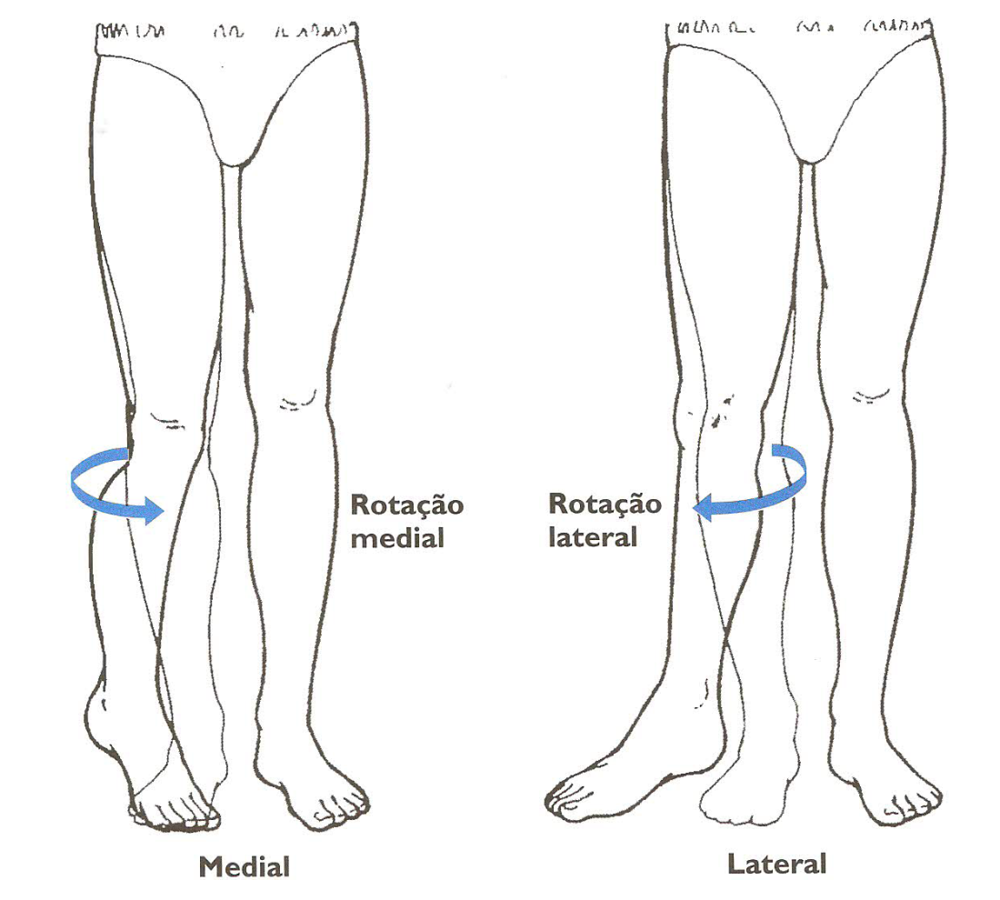 Rotação
medial
Rotação
lateral
Medial
Lateral